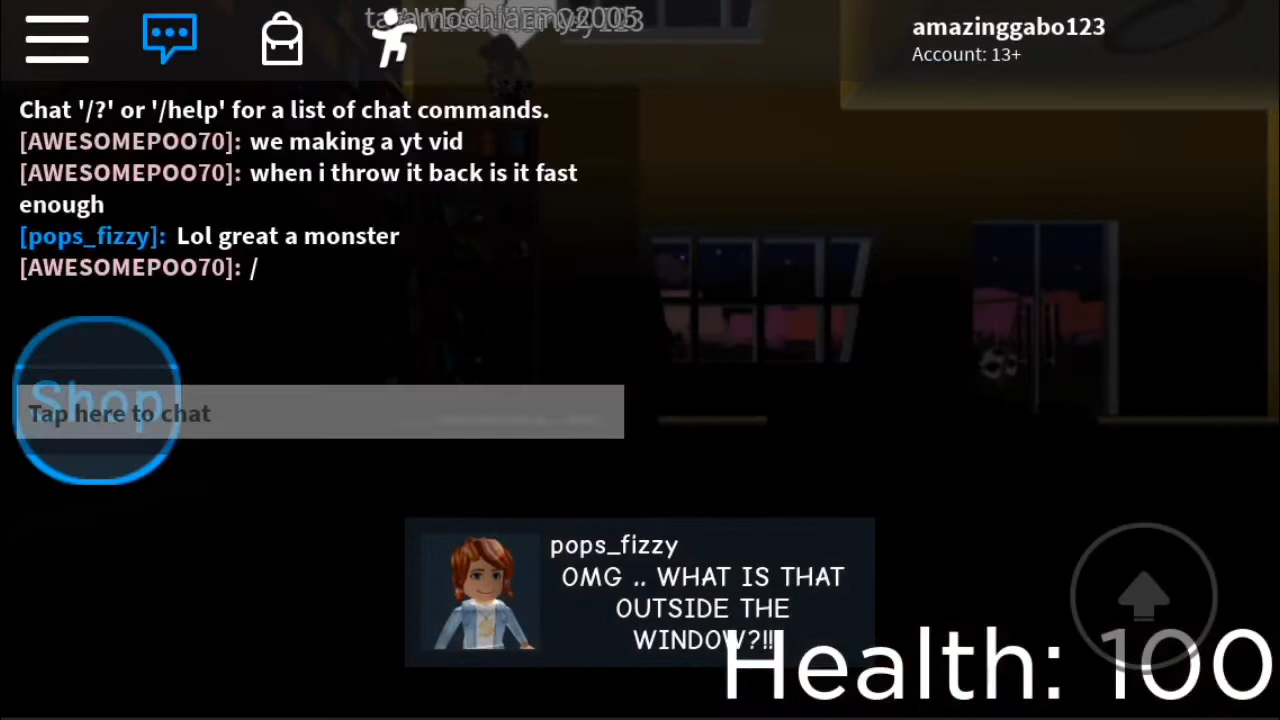 amazinggabo123
Account: 13+
Chat '/?' or '/help' for a list of chat commands.
[AWESOMEPOO70]: we making a yt vid
[AWESOMEPOO70]: when i throw it back is it fast
enough
[pops_fizzy]: Lol great a monster
[AWESOMEPOO70]: /
Shop
Tap here to chat
pops_fizzy
OMG .. WHAT IS THAT
OUTSIDE THE
WINDOW?!!
Health: 100